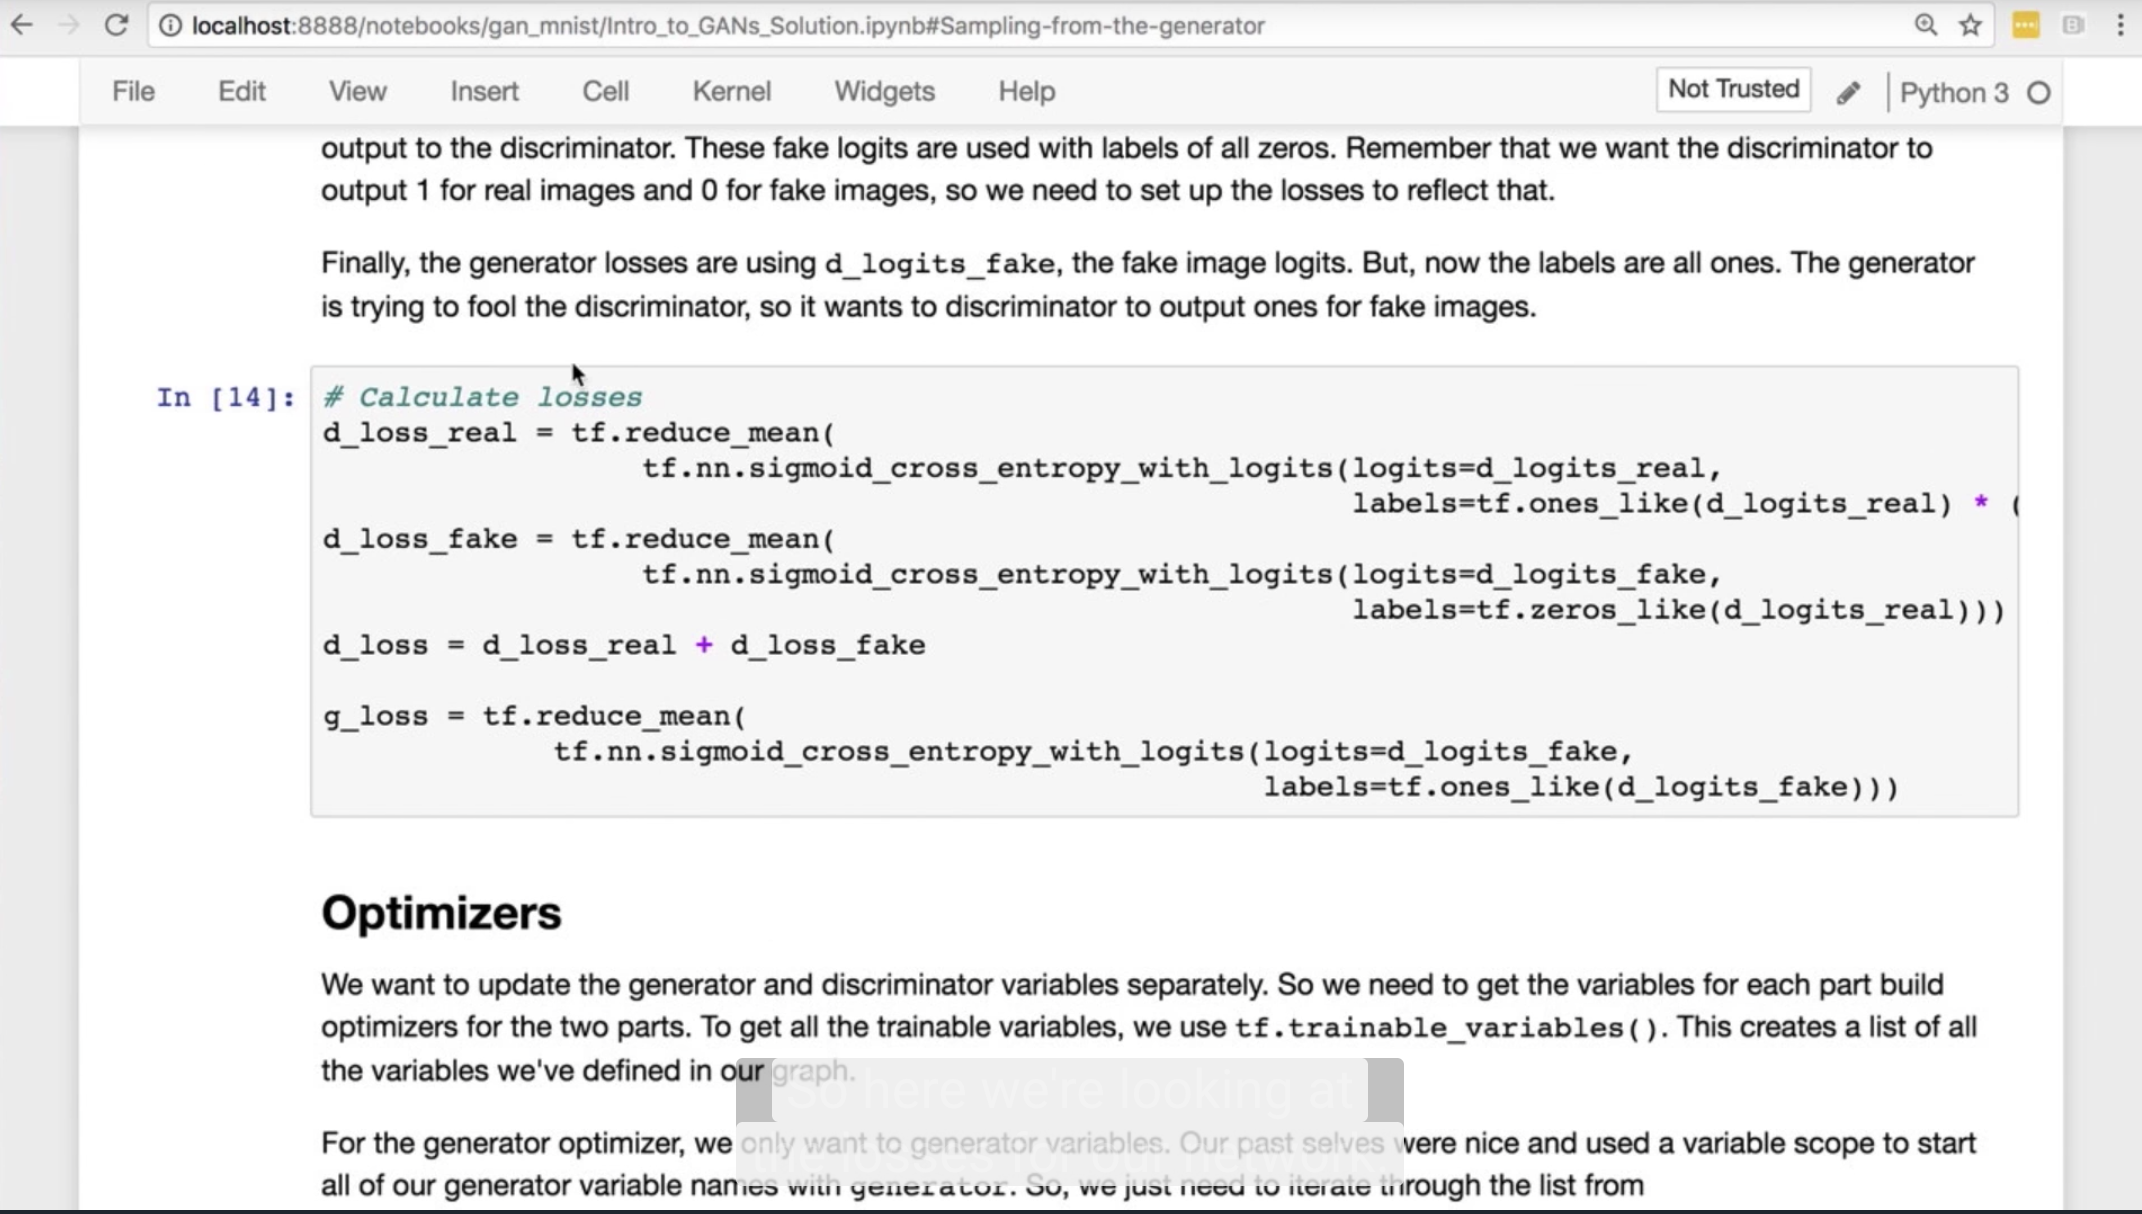 localhost:8888/notebooks/gan_mnist/Intro_to_GANs_Solution.ipynb#Sampling-from-the-generator
File Edit View Insert Cell Kernel Widgets Help Not Trusted Python 3
output to the discriminator. These fake logits are used with labels of all zeros. Remember that we want the discriminator to
output 1 for real images and 0 for fake images, so we need to set up the losses to reflect that.
Finally, the generator losses are using d_logits_fake, the fake image logits. But, now the labels are all ones. The generator
is trying to fool the discriminator, so it wants to discriminator to output ones for fake images.
In [14]: # Calculate losses
d_loss_real = tf.reduce_mean(
tf.nn.sigmoid_cross_entropy_with_logits(logits=d_logits_real,
labels=tf.ones_like(d_logits_real) * (
d_loss_fake = tf.reduce_mean(
tf.nn.sigmoid_cross_entropy_with_logits(logits=d_logits_fake,
labels=tf.zeros_like(d_logits_real)))
d_loss = d_loss_real + d_loss_fake
g_loss = tf.reduce_mean(
tf.nn.sigmoid_cross_entropy_with_logits(logits=d_logits_fake,
labels=tf.ones_like(d_logits_fake)))
Optimizers
We want to update the generator and discriminator variables separately. So we need to get the variables for each part build
optimizers for the two parts. To get all the trainable variables, we use tf.trainable_variables(). This creates a list of all
the variables we've defined in our graph.
So here we're looking at
For the generator optimizer, we only want to generator variables. Our past selves were nice and used a variable scope to start
the losses for our network.
all of our generator variable names with generator. So, we just need to iterate through the list from